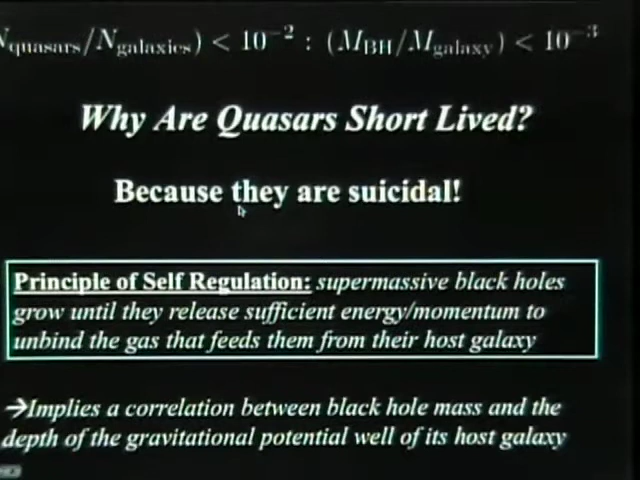 N_quasars/N_galaxies) < 10^-2 : (M_BH/M_galaxy) < 10^-3
Why Are Quasars Short Lived?
Because they are suicidal!
Principle of Self Regulation: supermassive black holes
grow until they release sufficient energy/momentum to
unbind the gas that feeds them from their host galaxy
→Implies a correlation between black hole mass and the
depth of the gravitational potential well of its host galaxy